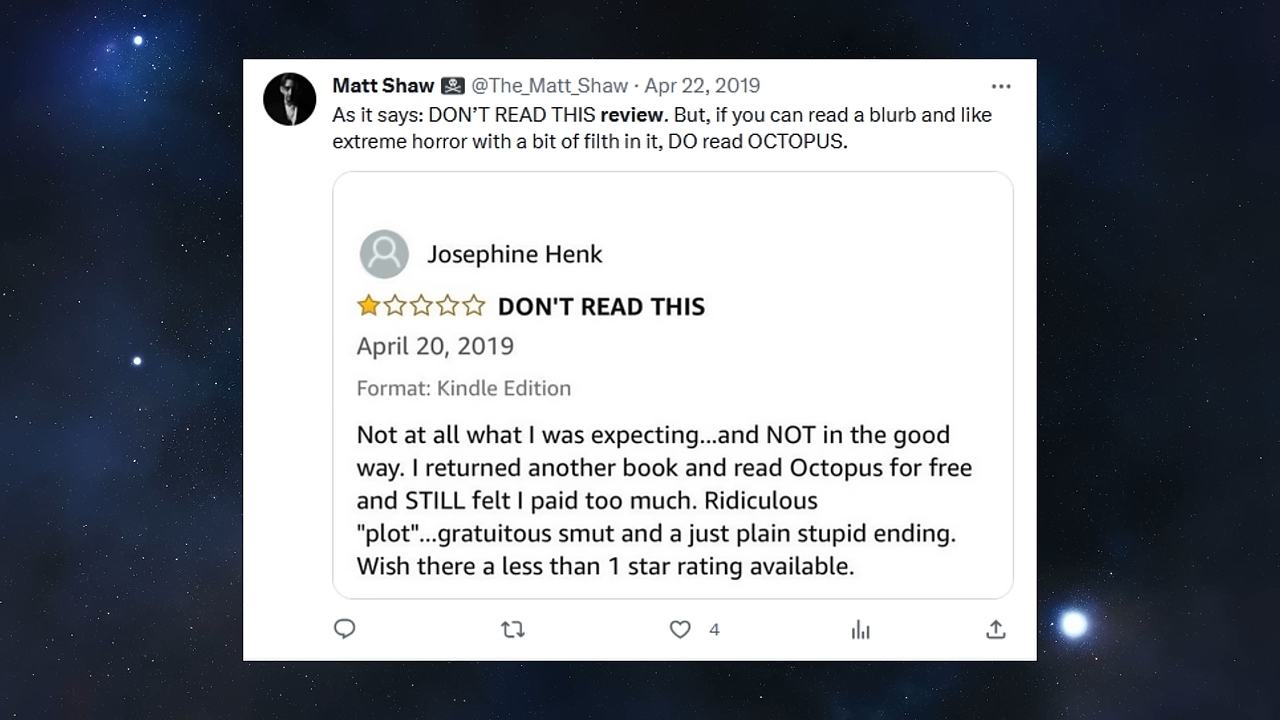 Matt Shaw 🏴‍☠️ @The_Matt_Shaw · Apr 22, 2019
As it says: DON'T READ THIS review. But, if you can read a blurb and like
extreme horror with a bit of filth in it, DO read OCTOPUS.
Josephine Henk
DON'T READ THIS
April 20, 2019
Format: Kindle Edition
Not at all what I was expecting...and NOT in the good
way. I returned another book and read Octopus for free
and STILL felt I paid too much. Ridiculous
"plot"...gratuitous smut and a just plain stupid ending.
Wish there a less than 1 star rating available.
4